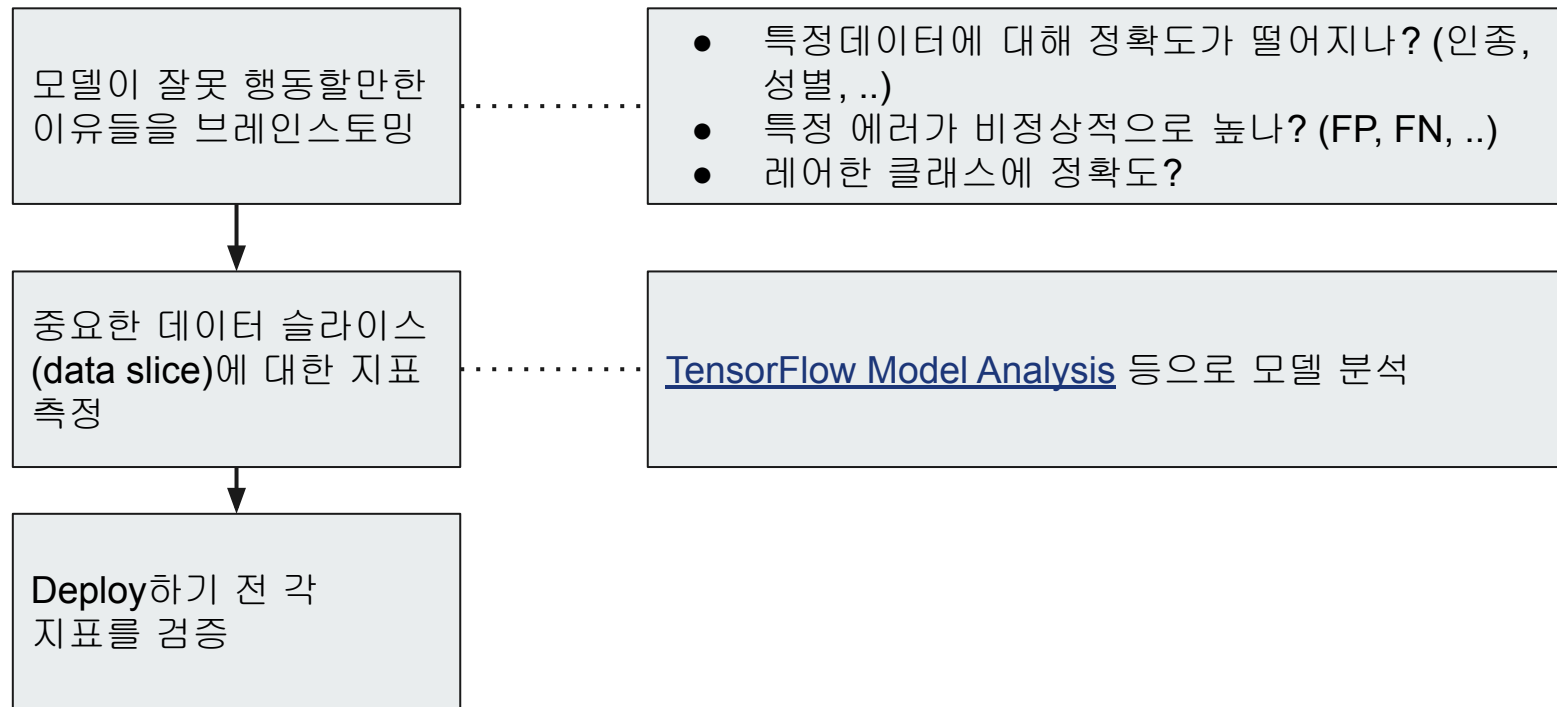 모델이 잘못 행동할만한
이유들을 브레인스토밍
● 특정데이터에 대해 정확도가 떨어지나? (인종,
성별, ..)
● 특정 에러가 비정상적으로 높나? (FP, FN, ..)
● 레어한 클래스에 정확도?
중요한 데이터 슬라이스
(data slice)에 대한 지표
측정
TensorFlow Model Analysis 등으로 모델 분석
Deploy하기 전 각
지표를 검증